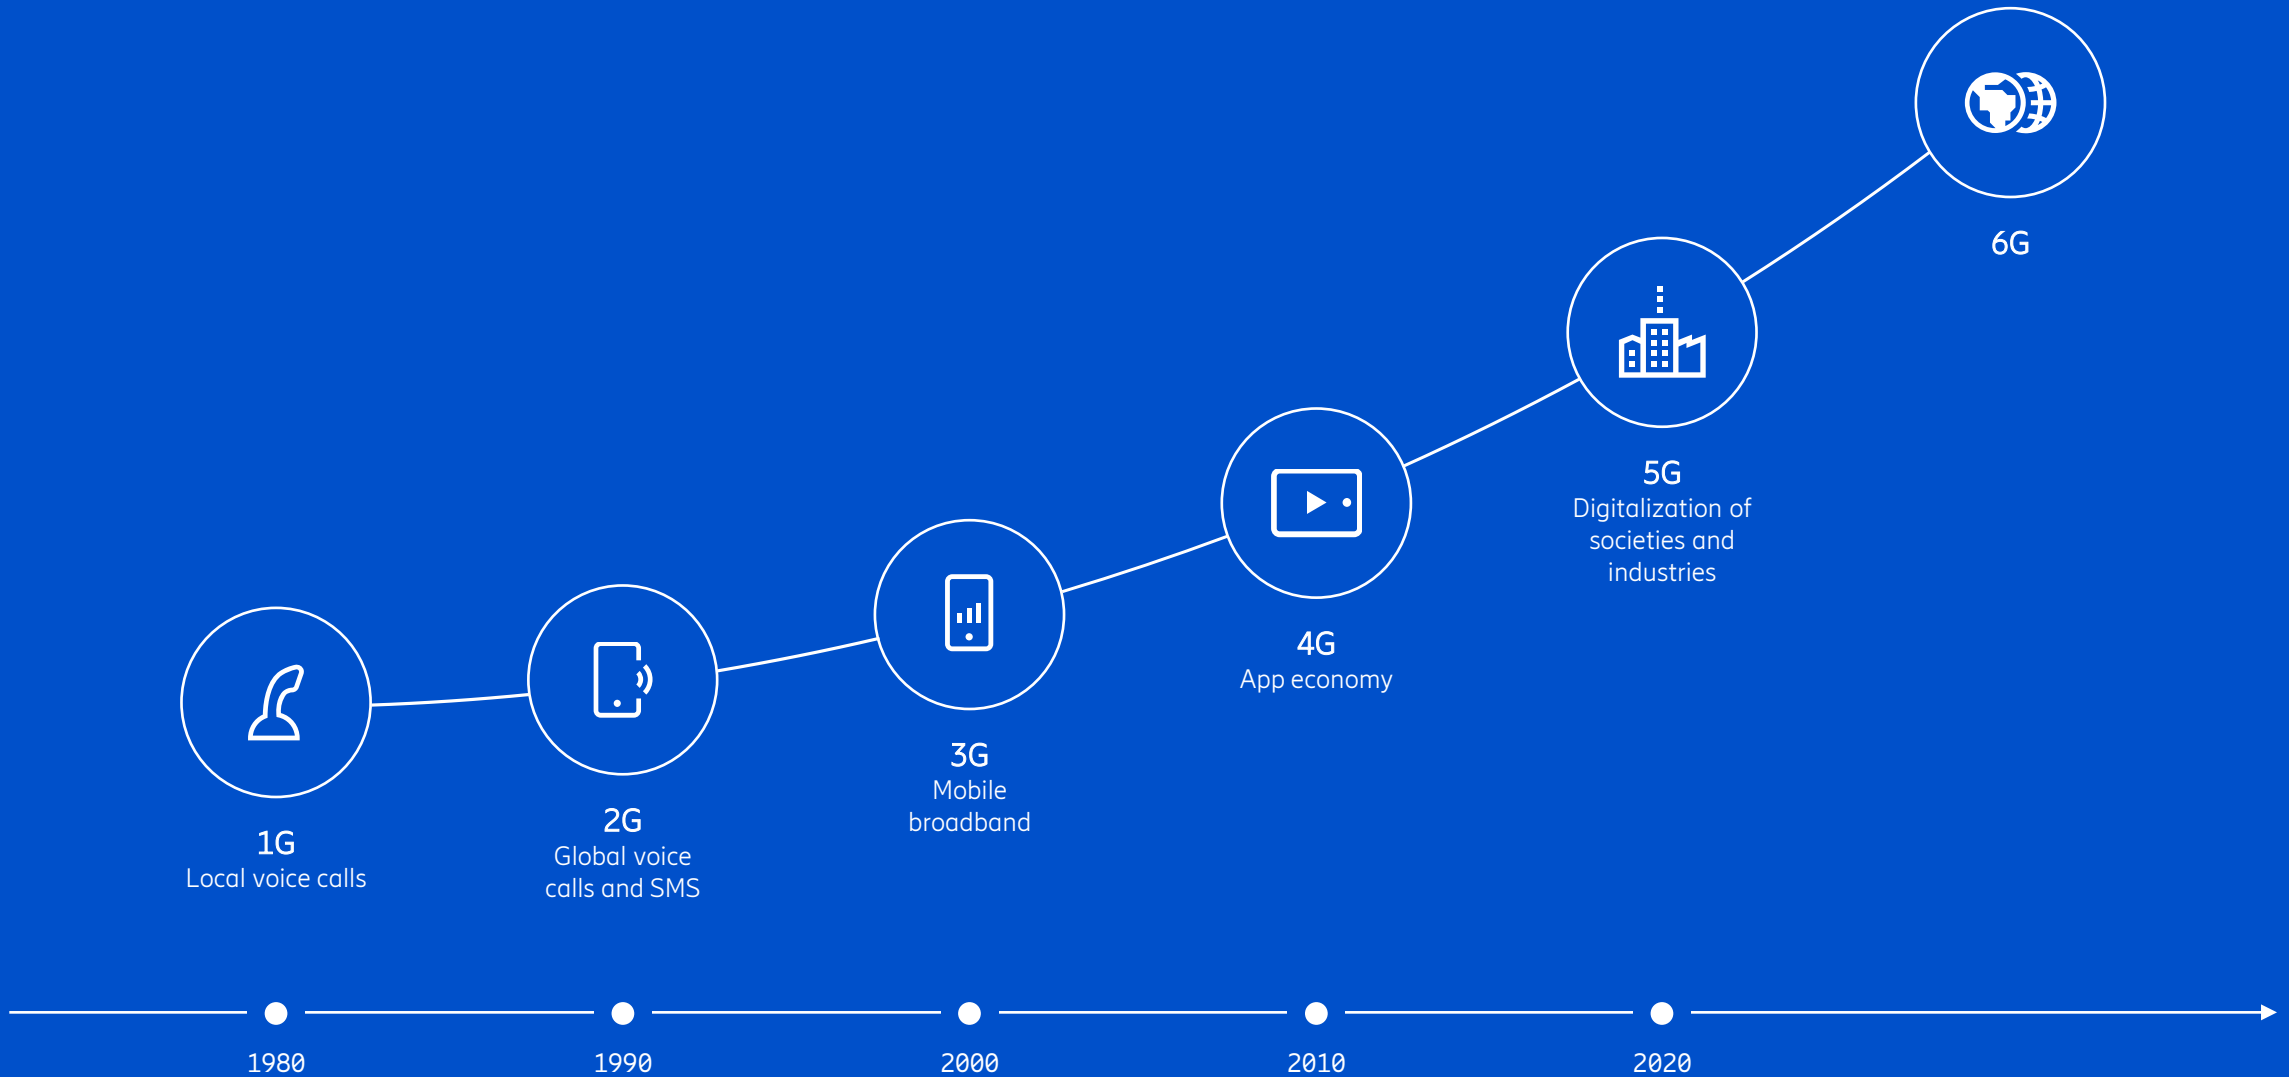 6G
5G
Digitalization of
societies and
industries
4G
App economy
3G
Mobile
broadband
2G
Global voice
calls and SMS
1G
Local voice calls
1980
1990
2000
2010
2020